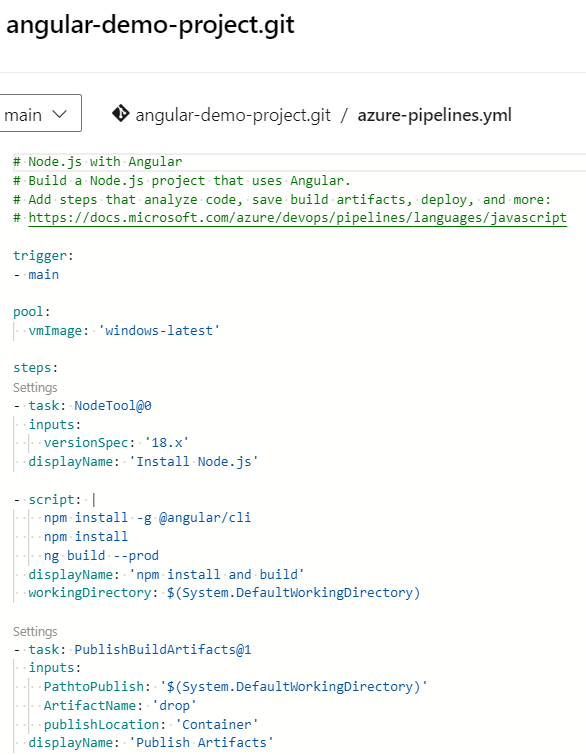 angular-demo-project.git
main angular-demo-project.git / azure-pipelines.yml
# Node.js with Angular
# Build a Node.js project that uses Angular.
# Add steps that analyze code, save build artifacts, deploy, and more:
# https://docs.microsoft.com/azure/devops/pipelines/languages/javascript

trigger:
- main

pool:
  vmImage: 'windows-latest'

steps:
Settings
- task: NodeTool@0
  inputs:
    versionSpec: '18.x'
  displayName: 'Install Node.js'

- script: |
    npm install -g @angular/cli
    npm install
    ng build --prod
  displayName: 'npm install and build'
  workingDirectory: $(System.DefaultWorkingDirectory)

Settings
- task: PublishBuildArtifacts@1
  inputs:
    PathtoPublish: '$(System.DefaultWorkingDirectory)'
    ArtifactName: 'drop'
    publishLocation: 'Container'
  displayName: 'Publish Artifacts'